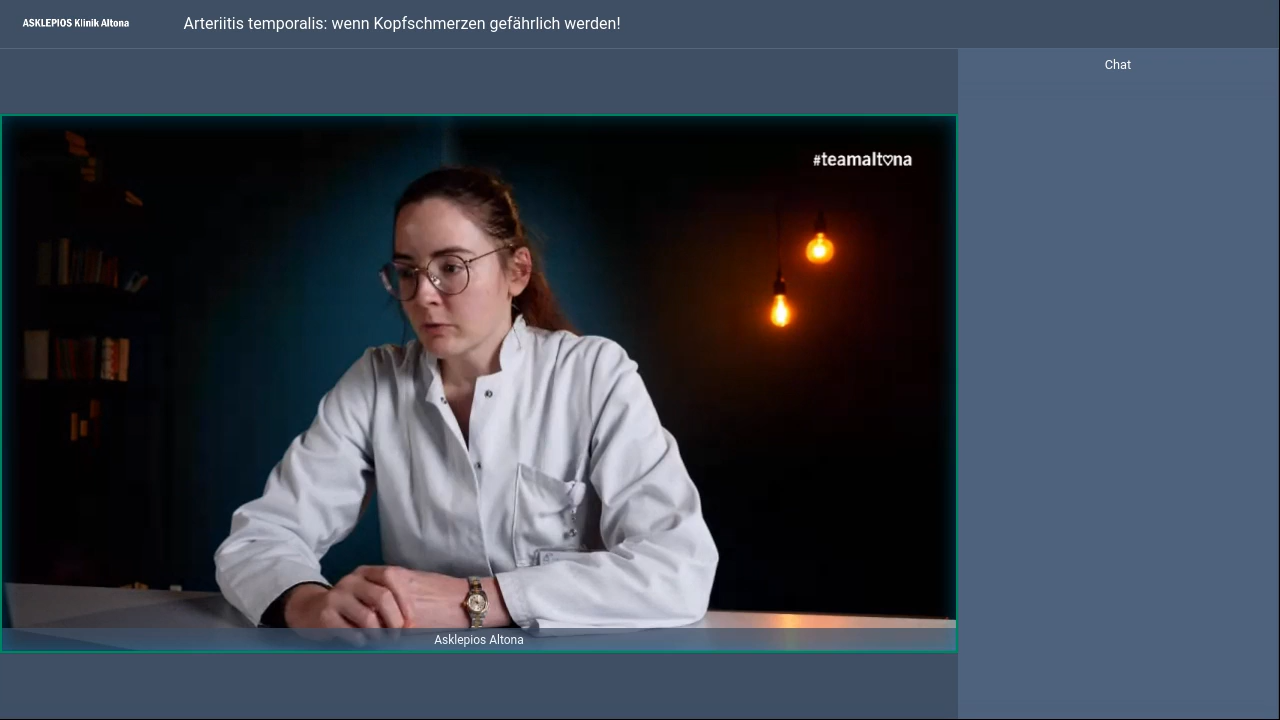 ASKLEPIOS Klinik Altona
Arteriitis temporalis: wenn Kopfschmerzen gefährlich werden!
Chat
#teamaltona
Asklepios Altona